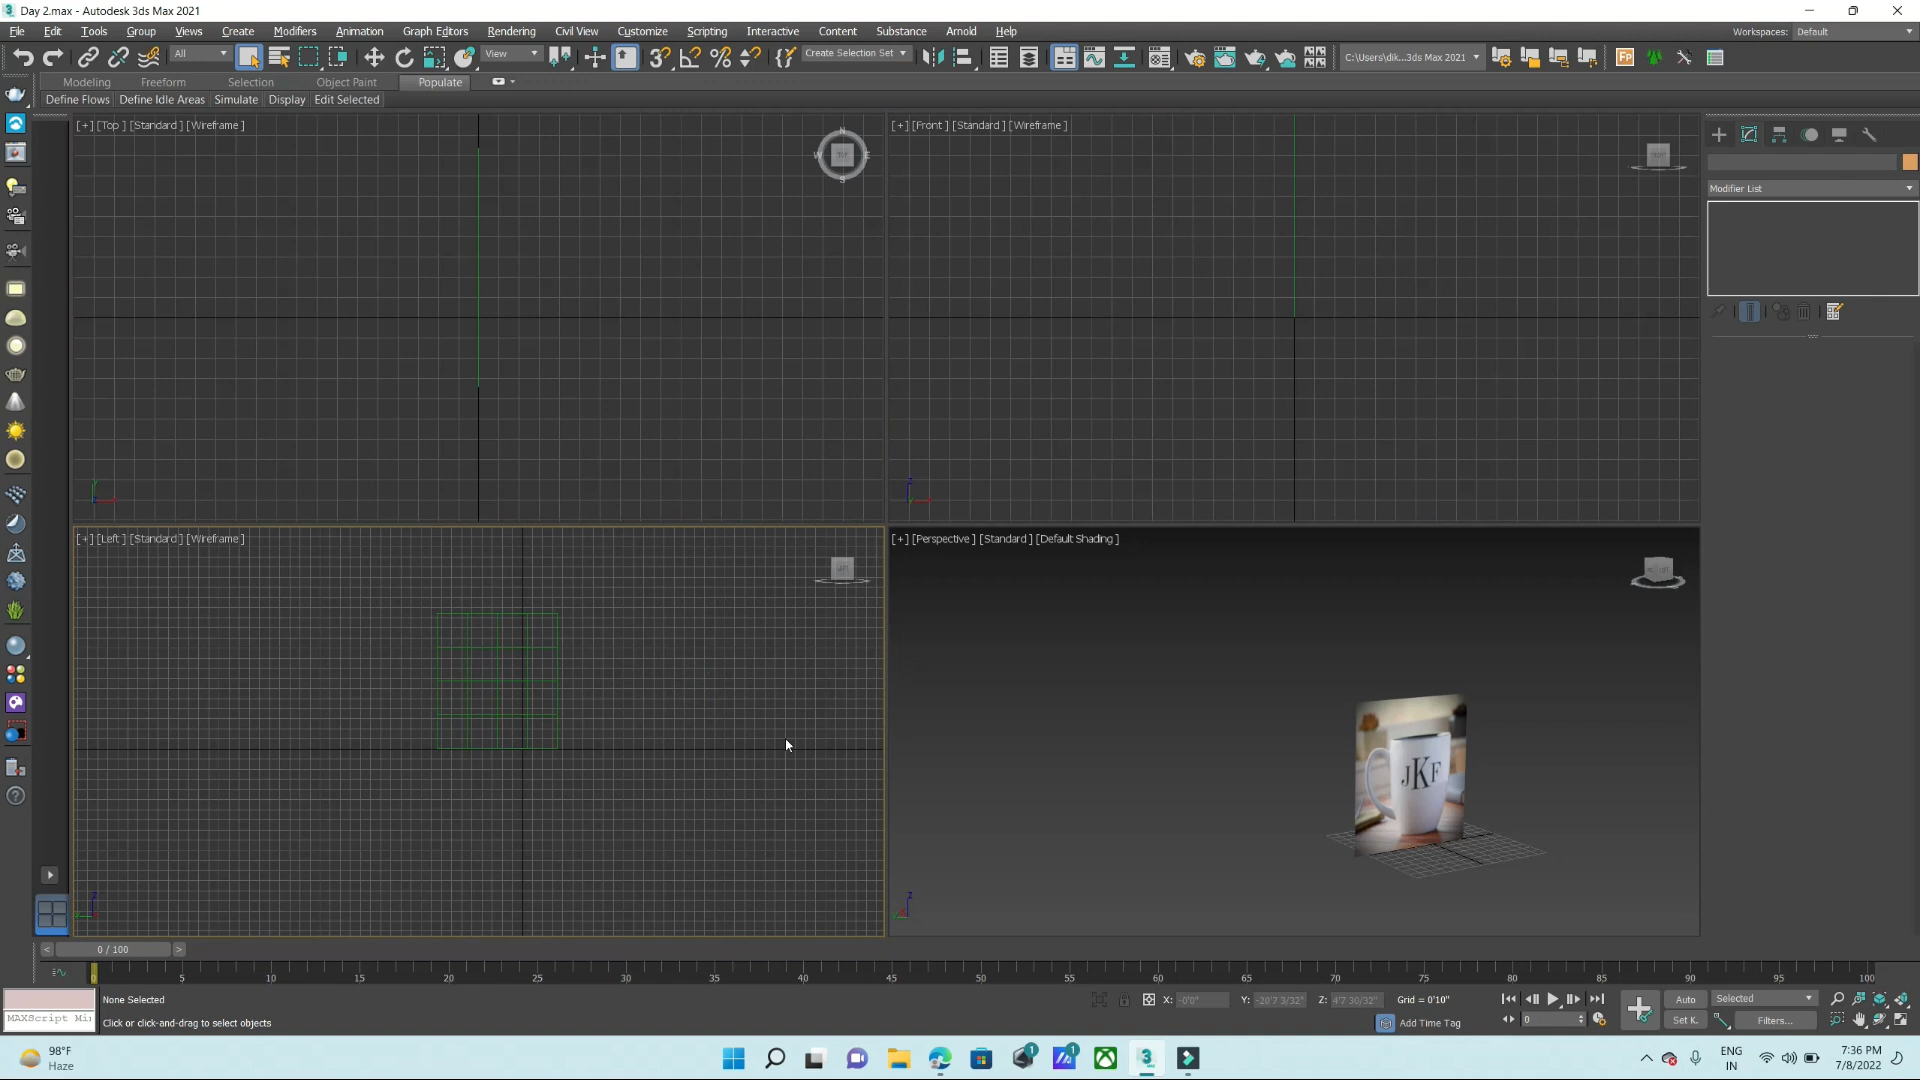 Day 2.max - Autodesk 3ds Max 2021
File Edit Tools Group Views Create Modifiers Animation Graph Editors Rendering Civil View Customize Scripting Interactive Content Substance Arnold Help
Workspaces: Default
All View Create Selection Set C:\Users\dik...3ds Max 2021
Modeling Freeform Selection Object Paint Populate
Define Flows Define Idle Areas Simulate Display Edit Selected
[+] [Top ] [Standard ] [Wireframe ]
[+] [Front ] [Standard ] [Wireframe ]
N
W E
S
Modifier List
[+] [Left ] [Standard ] [Wireframe ]
[+] [Perspective ] [Standard ] [Default Shading ]
JKF
< 0 / 100 >
0 5 10 15 20 25 30 35 40 45 50 55 60 65 70 75 80 85 90 95 100
None Selected
X: -0'0" Y: -20'7 3/32" Z: 4'7 30/32" Grid = 0'10"
Auto Selected
MAXScript Mi
Click or click-and-drag to select objects
Add Time Tag
0
Set K. Filters...
98°F
Haze
1 1 3
ENG
IN
7:36 PM
7/8/2022